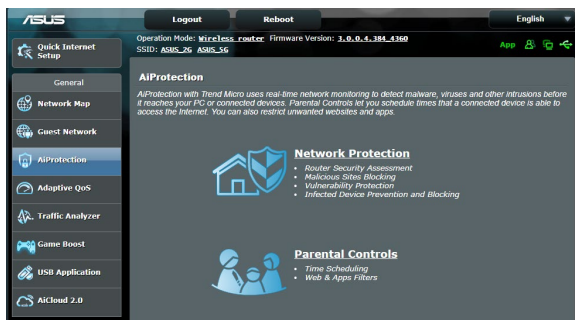 ASUS
Logout
Reboot
English
Quick Internet
Setup
Operation Mode: Wireless router Firmware Version: 3.0.0.4.384_4360
SSID: ASUS_2G ASUS_5G
App
General
Network Map
Guest Network
AiProtection
Adaptive QoS
Traffic Analyzer
Game Boost
USB Application
AiCloud 2.0
AiProtection
AiProtection with Trend Micro uses real-time network monitoring to detect malware, viruses and other intrusions before
it reaches your PC or connected devices. Parental Controls let you schedule times that a connected device is able to
access the Internet. You can also restrict unwanted websites and apps.
Network Protection
• Router Security Assessment
• Malicious Sites Blocking
• Vulnerability Protection
• Infected Device Prevention and Blocking
Parental Controls
• Time Scheduling
• Web & Apps Filters